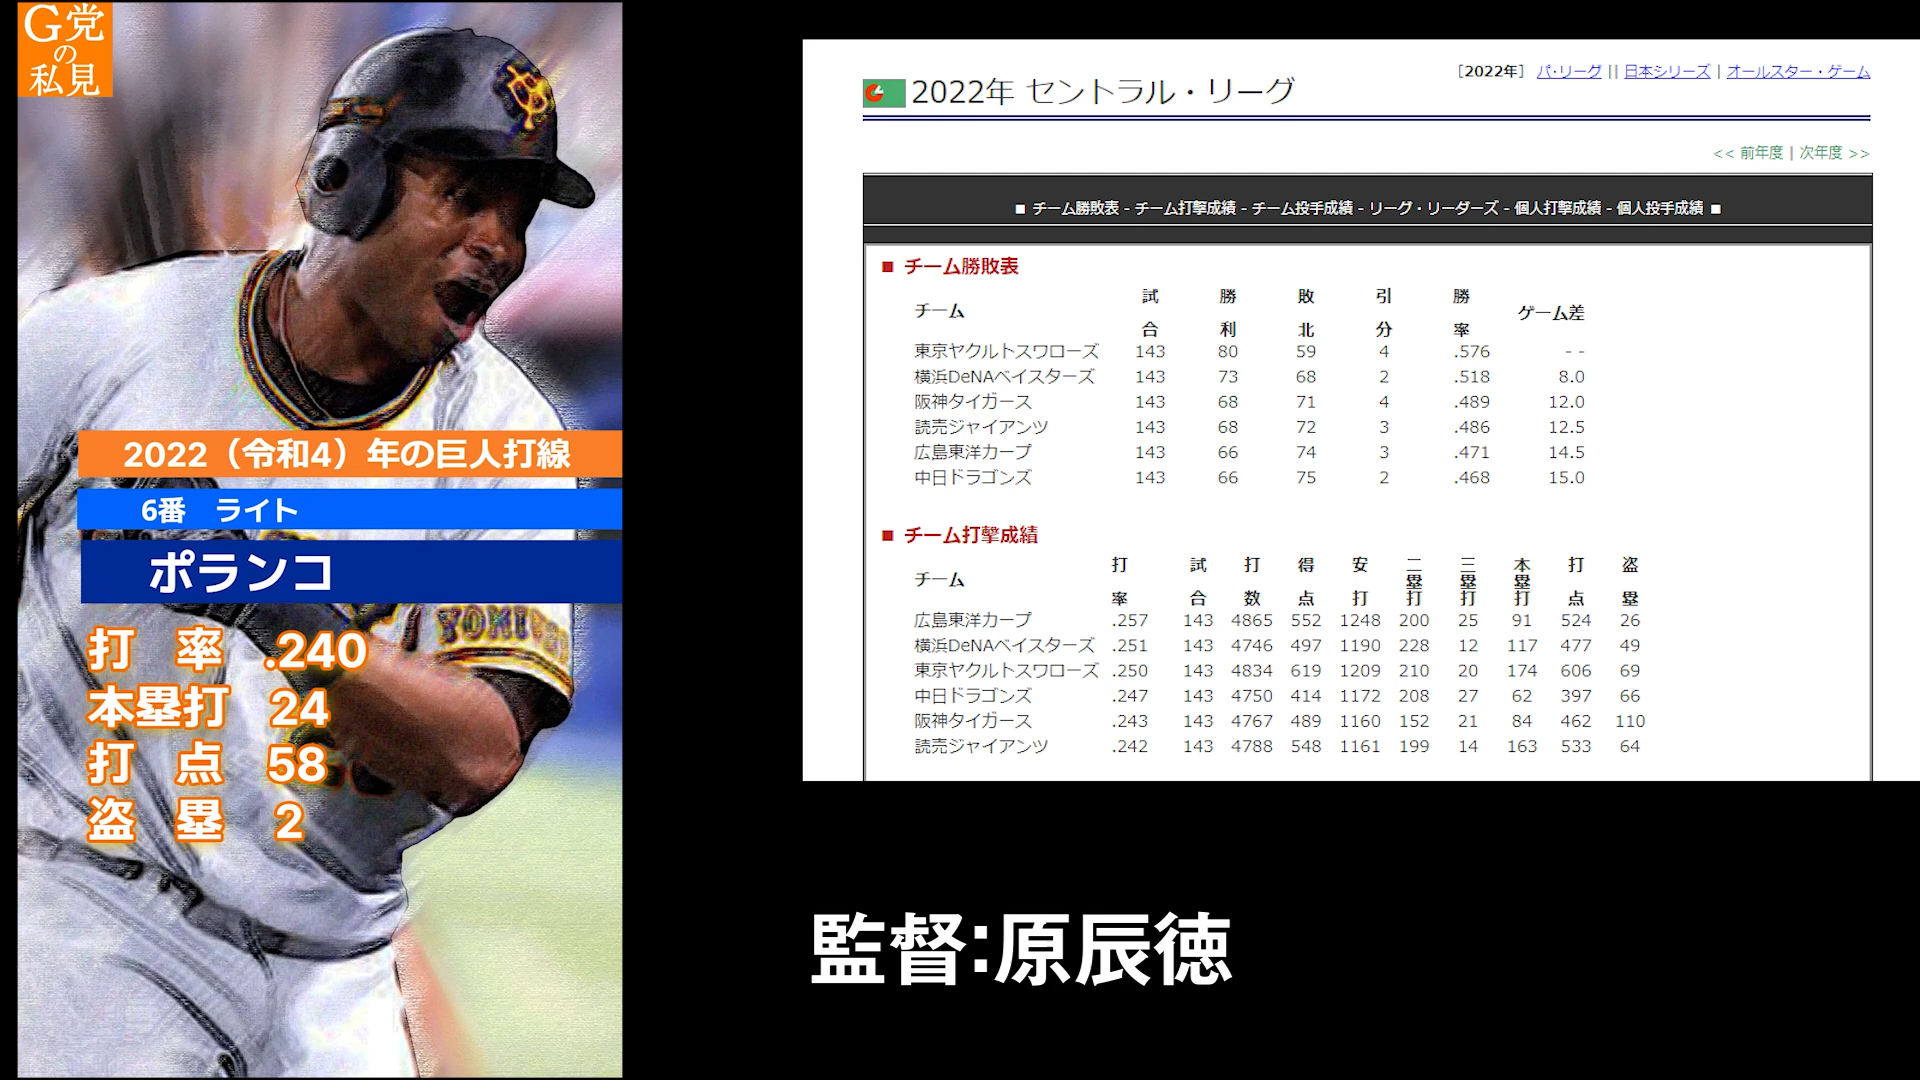 G党
の
私見
2022（令和4）年の巨人打線
6番　ライト
ポランコ
打　率　.240
本塁打　24
打　点　58
盗　塁　2
［2022年］ パ・リーグ || 日本シリーズ | オールスター・ゲーム
2022年 セントラル・リーグ
<< 前年度 | 次年度 >>
■ チーム勝敗表 - チーム打撃成績 - チーム投手成績 - リーグ・リーダーズ - 個人打撃成績 - 個人投手成績 ■
■ チーム勝敗表
チーム 試合 勝利 敗北 引分 勝率 ゲーム差
東京ヤクルトスワローズ 143 80 59 4 .576 - -
横浜DeNAベイスターズ 143 73 68 2 .518 8.0
阪神タイガース 143 68 71 4 .489 12.0
読売ジャイアンツ 143 68 72 3 .486 12.5
広島東洋カープ 143 66 74 3 .471 14.5
中日ドラゴンズ 143 66 75 2 .468 15.0
■ チーム打撃成績
チーム 打率 試合 打数 得点 安打 二塁打 三塁打 本塁打 打点 盗塁
広島東洋カープ .257 143 4865 552 1248 200 25 91 524 26
横浜DeNAベイスターズ .251 143 4746 497 1190 228 12 117 477 49
東京ヤクルトスワローズ .250 143 4834 619 1209 210 20 174 606 69
中日ドラゴンズ .247 143 4750 414 1172 208 27 62 397 66
阪神タイガース .243 143 4767 489 1160 152 21 84 462 110
読売ジャイアンツ .242 143 4788 548 1161 199 14 163 533 64
監督:原辰徳